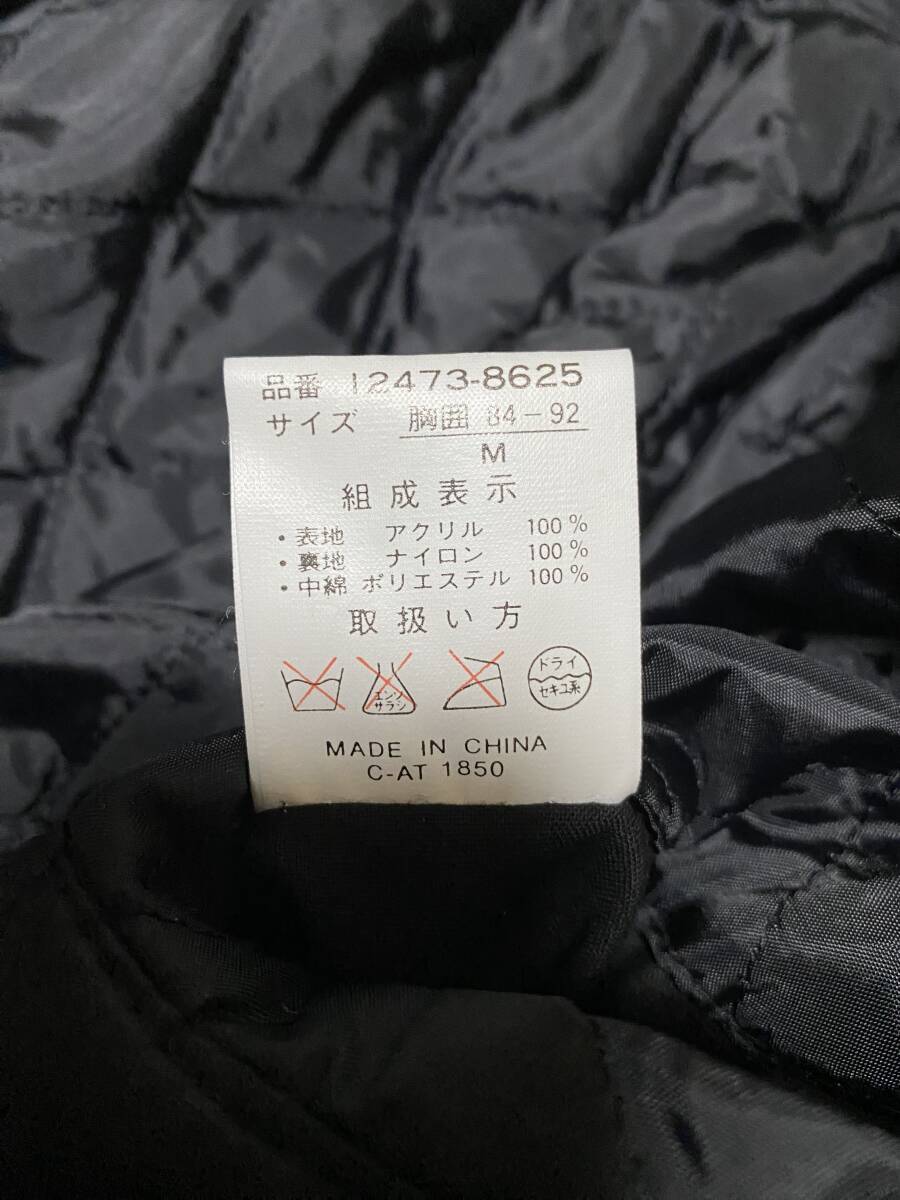 品番 12473-8625
サイズ 胸囲 84-92
M
組成表示
・表地 アクリル 100%
・裏地 ナイロン 100%
・中綿 ポリエステル 100%
取扱い方
エンソ サラシ ドライ セキユ系
MADE IN CHINA
C-AT 1850